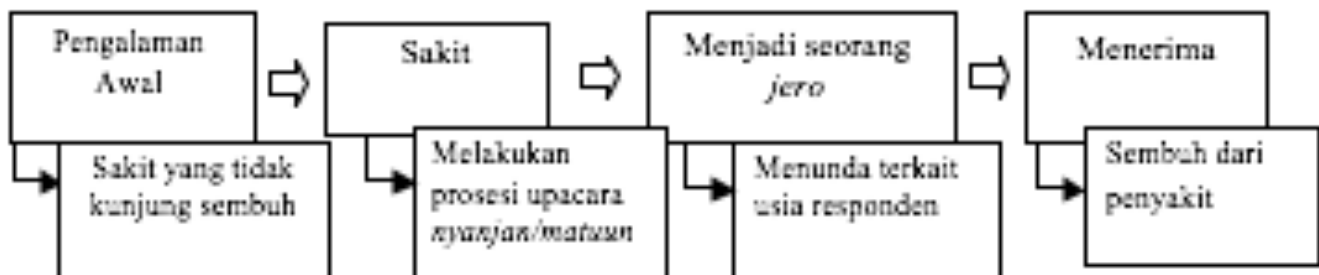 Pengalaman
Awal
Sakit
Menjadi seorang
jero
Menerima
Sakit yang tidak
kunjung sembuh
Melakukan
prosesi upacara
nyanjan/matuun
Menunda terkait
usia responden
Sembuh dari
penyakit